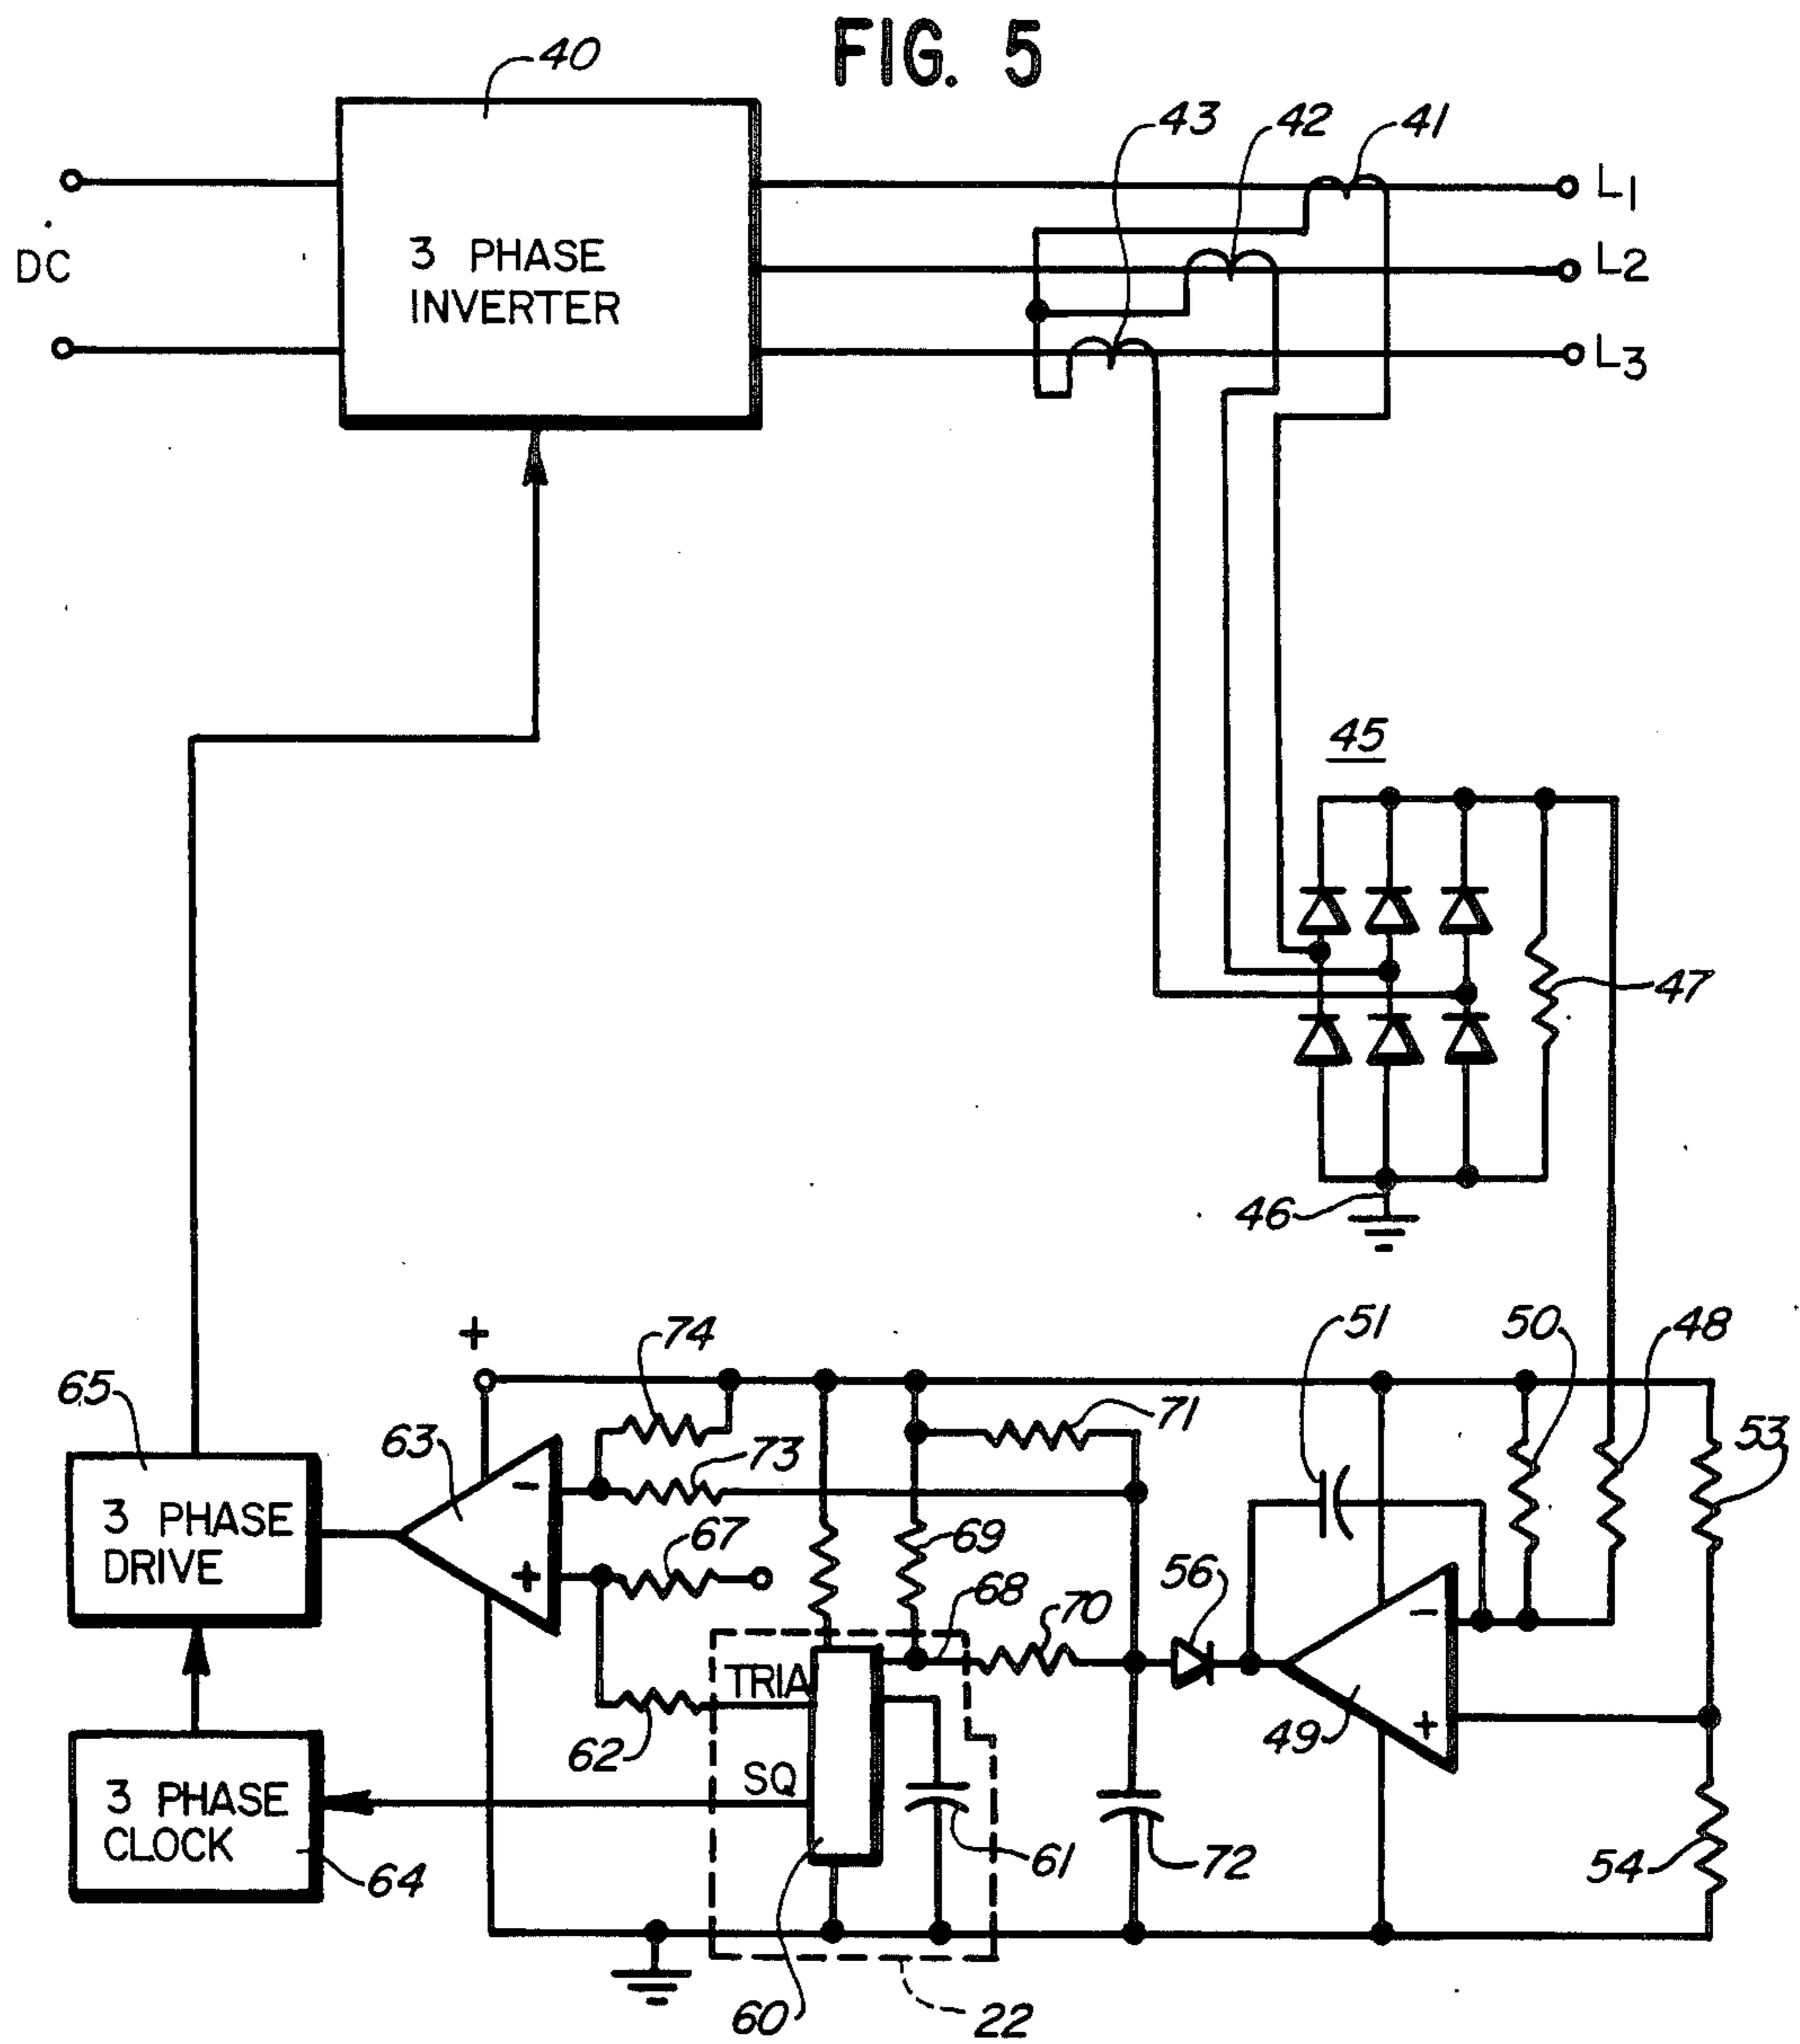 FIG. 5
40
43
42
41
L1
DC
3 PHASE
INVERTER
L2
L3
45
47
46
+
74
51
50
48
65
63
71
53
-
73
3 PHASE
DRIVE
+
67
69
56
68
70
-
TRIA
62
49
+
SQ
3 PHASE
CLOCK
64
61
72
54
60
22